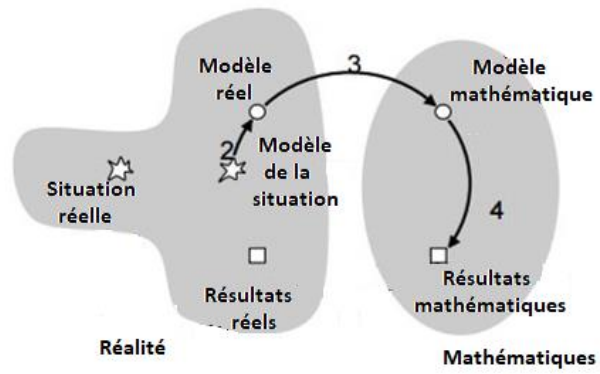 Modèle
réel
3
Modèle
mathématique
2
Modèle
de la
situation
Situation
réelle
4
Résultats
réels
Résultats
mathématiques
Réalité
Mathématiques